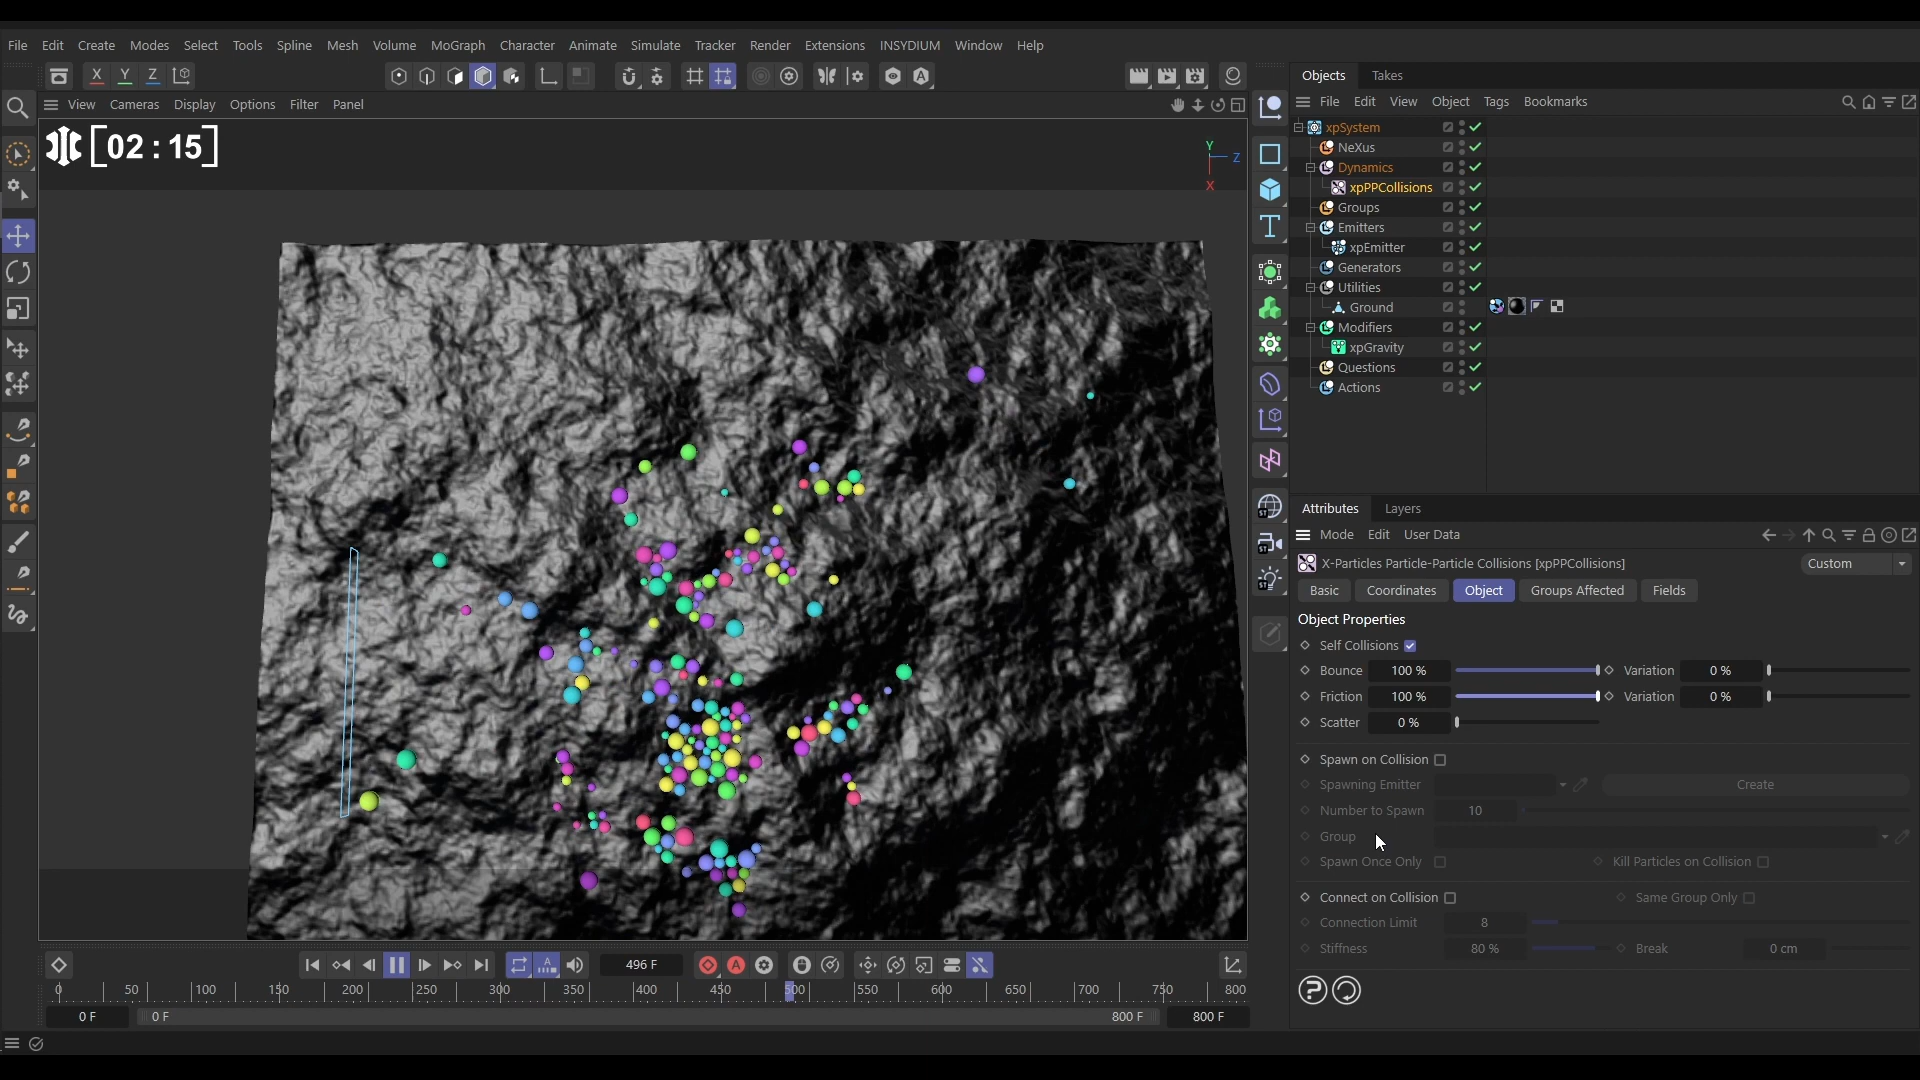 File Edit Create Modes Select Tools Spline Mesh Volume MoGraph Character Animate Simulate Tracker Render Extensions INSYDIUM Window Help
X Y Z
Objects Takes
View Cameras Display Options Filter Panel
File Edit View Object Tags Bookmarks
[02:15]
Y
Z
X
xpSystem
NeXus
Dynamics
xpPPCollisions
Groups
Emitters
xpEmitter
Generators
Utilities
Ground
Modifiers
xpGravity
Questions
Actions
Attributes Layers
Mode Edit User Data
X-Particles Particle-Particle Collisions [xpPPCollisions] Custom
Basic Coordinates Object Groups Affected Fields
Object Properties
Self Collisions
Bounce 100 % Variation 0 %
Friction 100 % Variation 0 %
Scatter 0 %
Spawn on Collision
Spawning Emitter Create
Number to Spawn 10
Group
Spawn Once Only Kill Particles on Collision
Connect on Collision Same Group Only
Connection Limit 8
Stiffness 80 % Break 0 cm
496 F
0 50 100 150 200 250 300 350 400 450 500 550 600 650 700 750 800
0 F 0 F 800 F 800 F